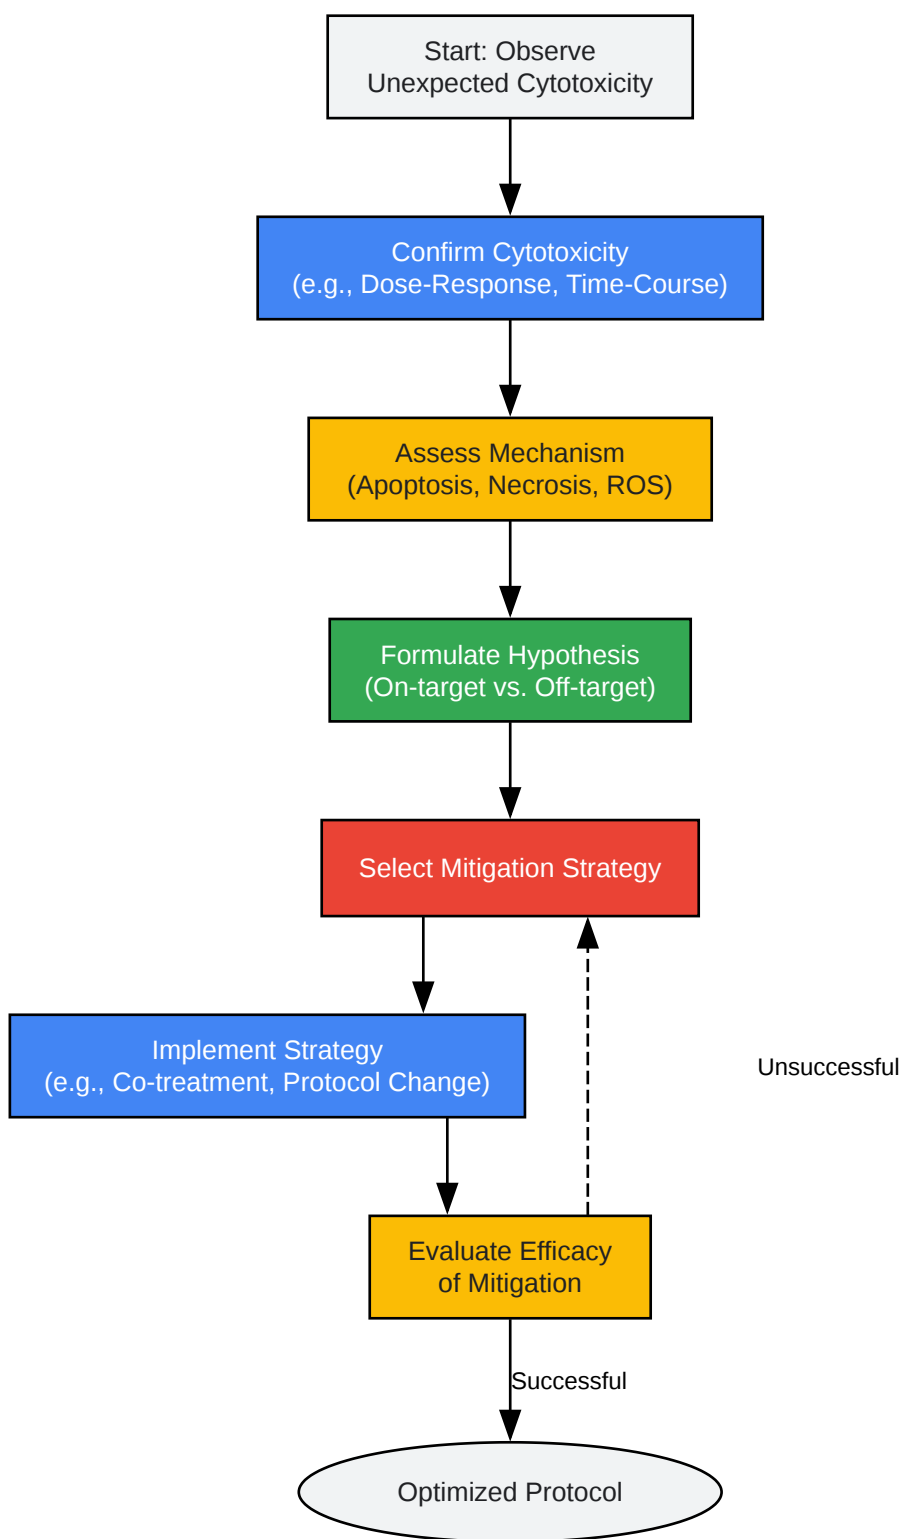 Start: Observe
Unexpected Cytotoxicity
Confirm Cytotoxicity
(e.g., Dose-Response, Time-Course)
Assess Mechanism
(Apoptosis, Necrosis, ROS)
Formulate Hypothesis
(On-target vs. Off-target)
Select Mitigation Strategy
Implement Strategy
(e.g., Co-treatment, Protocol Change)
Unsuccessful
Evaluate Efficacy
of Mitigation
Successful
Optimized Protocol